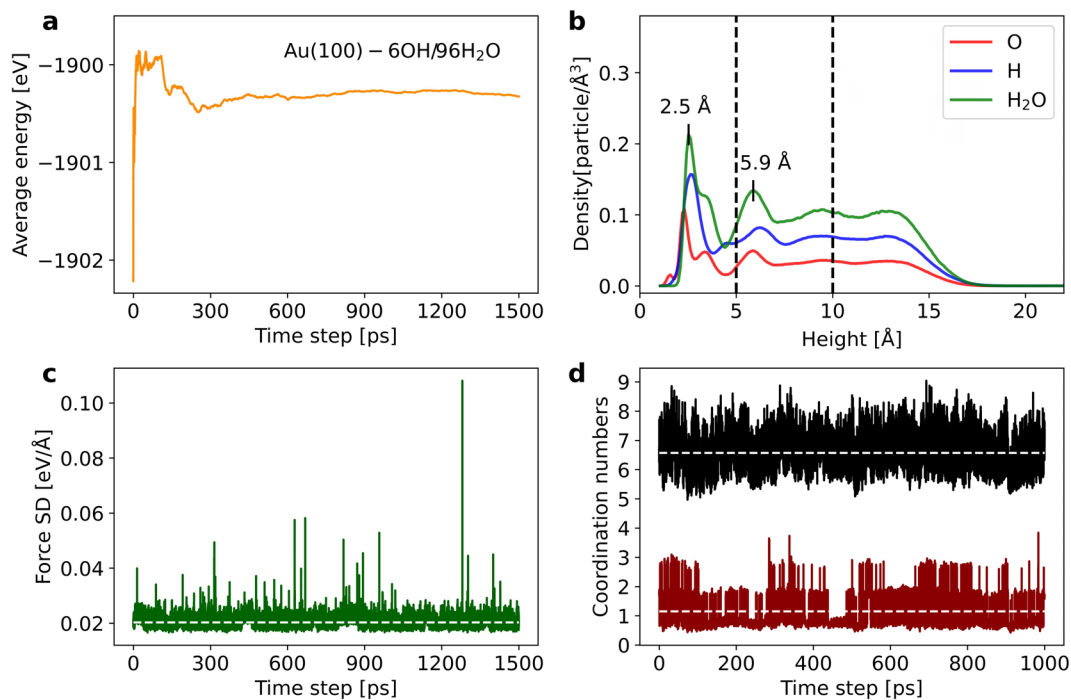 a
Average energy [eV]
−1900
−1901
−1902
Au(100) − 6OH/96H₂O
0 300 600 900 1200 1500
Time step [ps]
b
Density[particle/Å³]
0.3
0.2
0.1
0.0
2.5 Å
5.9 Å
O
H
H₂O
0 5 10 15 20
Height [Å]
c
Force SD [eV/Å]
0.10
0.08
0.06
0.04
0.02
0 300 600 900 1200 1500
Time step [ps]
d
Coordination numbers
9
8
7
6
5
4
3
2
1
0
0 200 400 600 800 1000
Time step [ps]